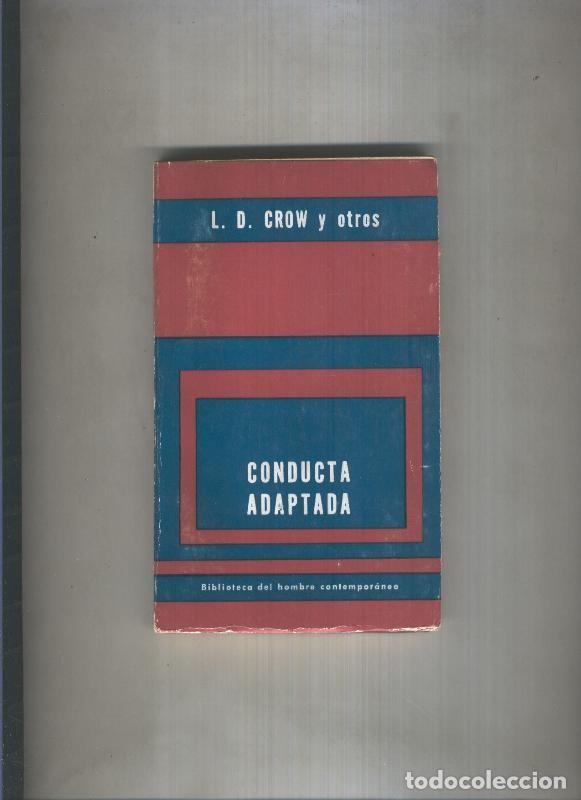 L. D. CROW y otros
CONDUCTA
ADAPTADA
Biblioteca del hombre contemporáneo
todocoleccion